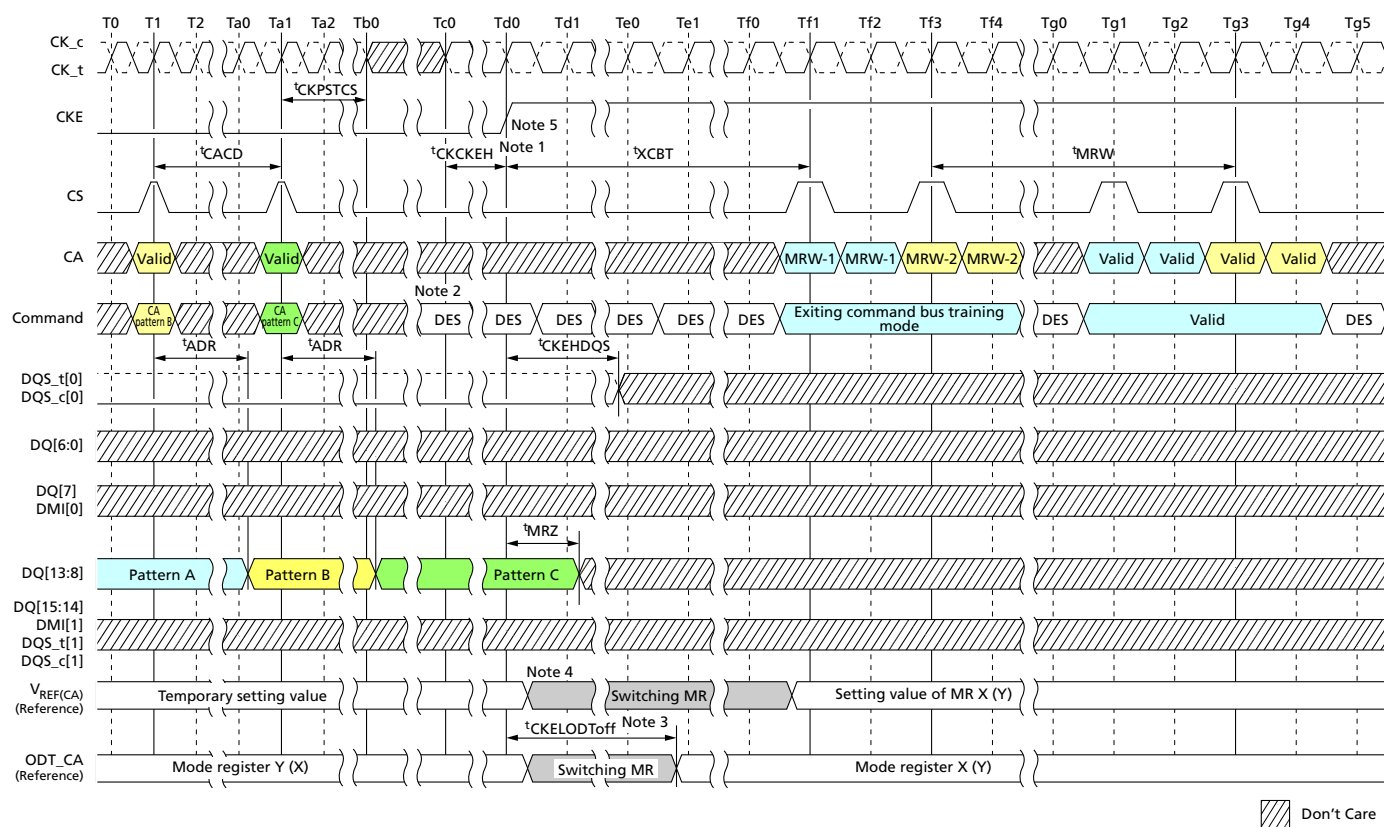 T0 T1 T2 Ta0 Ta1 Ta2 Tb0 Tc0 Td0 Td1 Te0 Te1 Tf0 Tf1 Tf2 Tf3 Tf4 Tg0 Tg1 Tg2 Tg3 Tg4 Tg5
CK_c
CK_t
tCKPSTCS
CKE
Note 5
Note 1
tCACD tCKCKEH tXCBT tMRW
CS
CA Valid Valid MRW-1 MRW-1 MRW-2 MRW-2 Valid Valid Valid Valid
Note 2
Command CA pattern B CA pattern C DES DES DES DES DES DES Exiting command bus training mode DES Valid DES
tADR tADR tCKEHDQS
DQS_t[0]
DQS_c[0]
DQ[6:0]
DQ[7]
DMI[0]
tMRZ
DQ[13:8] Pattern A Pattern B Pattern C
DQ[15:14]
DMI[1]
DQS_t[1]
DQS_c[1]
Note 4
VREF(CA) Temporary setting value Switching MR Setting value of MR X (Y)
(Reference)
tCKELODToff Note 3
ODT_CA Mode register Y (X) Switching MR Mode register X (Y)
(Reference)
Don't Care